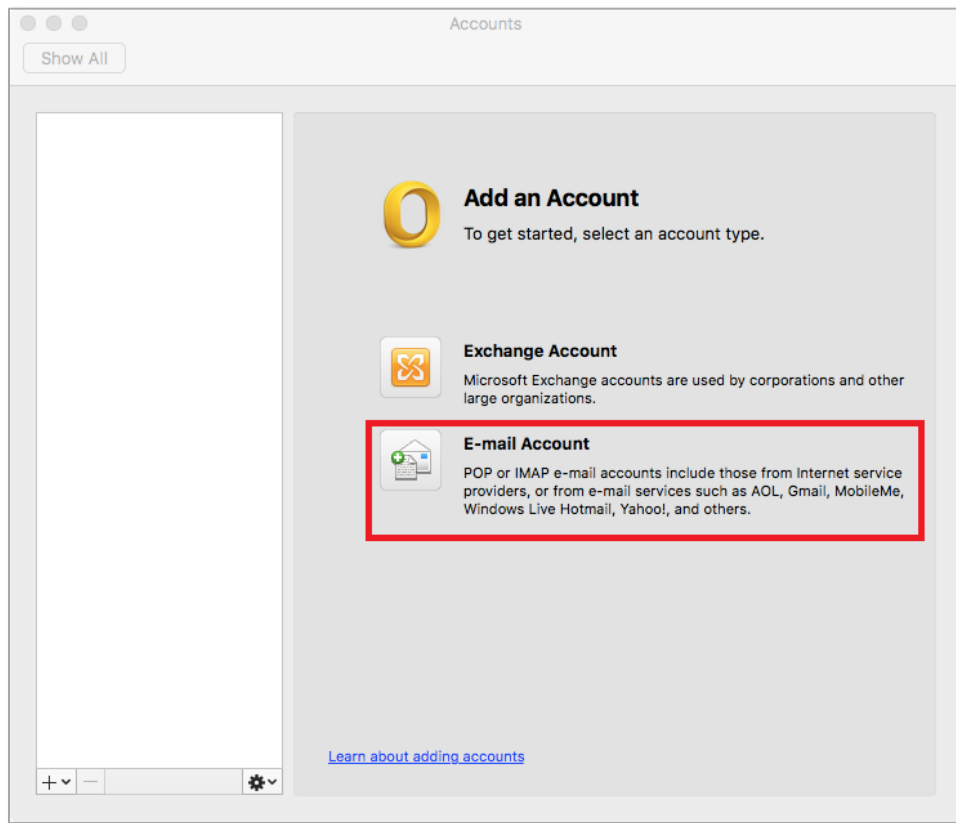 Accounts
Show All
Add an Account
To get started, select an account type.
Exchange Account
Microsoft Exchange accounts are used by corporations and other
large organizations.
E-mail Account
POP or IMAP e-mail accounts include those from Internet service
providers, or from e-mail services such as AOL, Gmail, MobileMe,
Windows Live Hotmail, Yahoo!, and others.
Learn about adding accounts